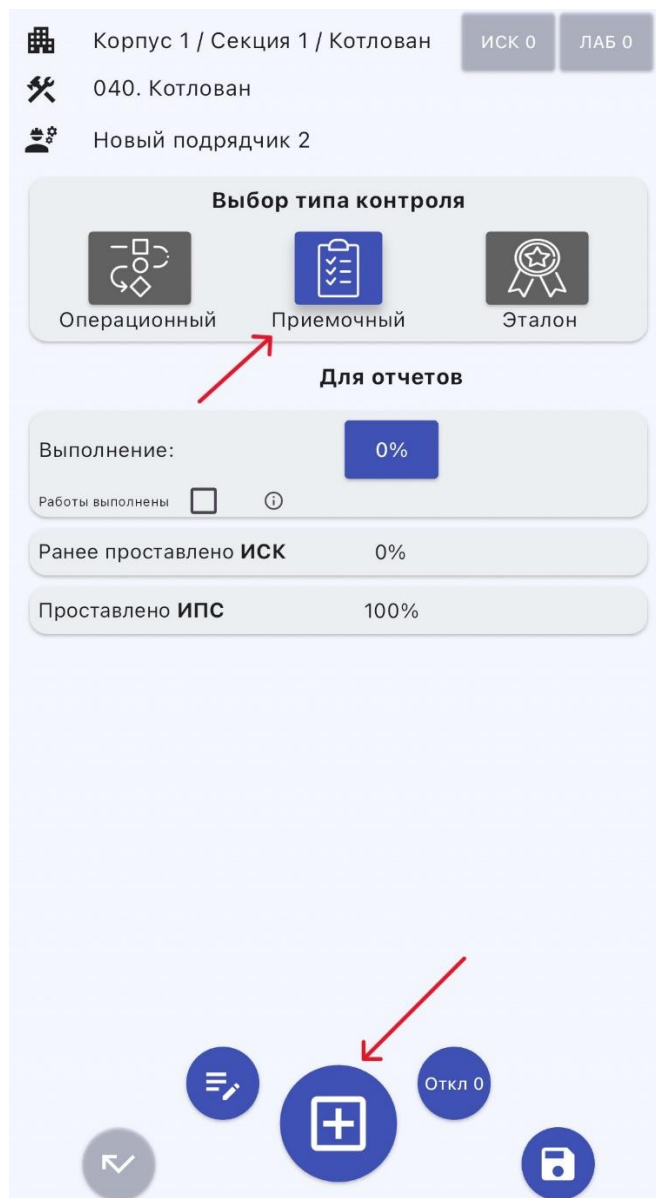 Корпус 1 / Секция 1 / Котлован
ИСК 0
ЛАБ 0
040. Котлован
Новый подрядчик 2
Выбор типа контроля
Операционный
Приемочный
Эталон
Для отчетов
Выполнение:
0%
Работы выполнены
Ранее проставлено ИСК
0%
Проставлено ИПС
100%
Откл 0